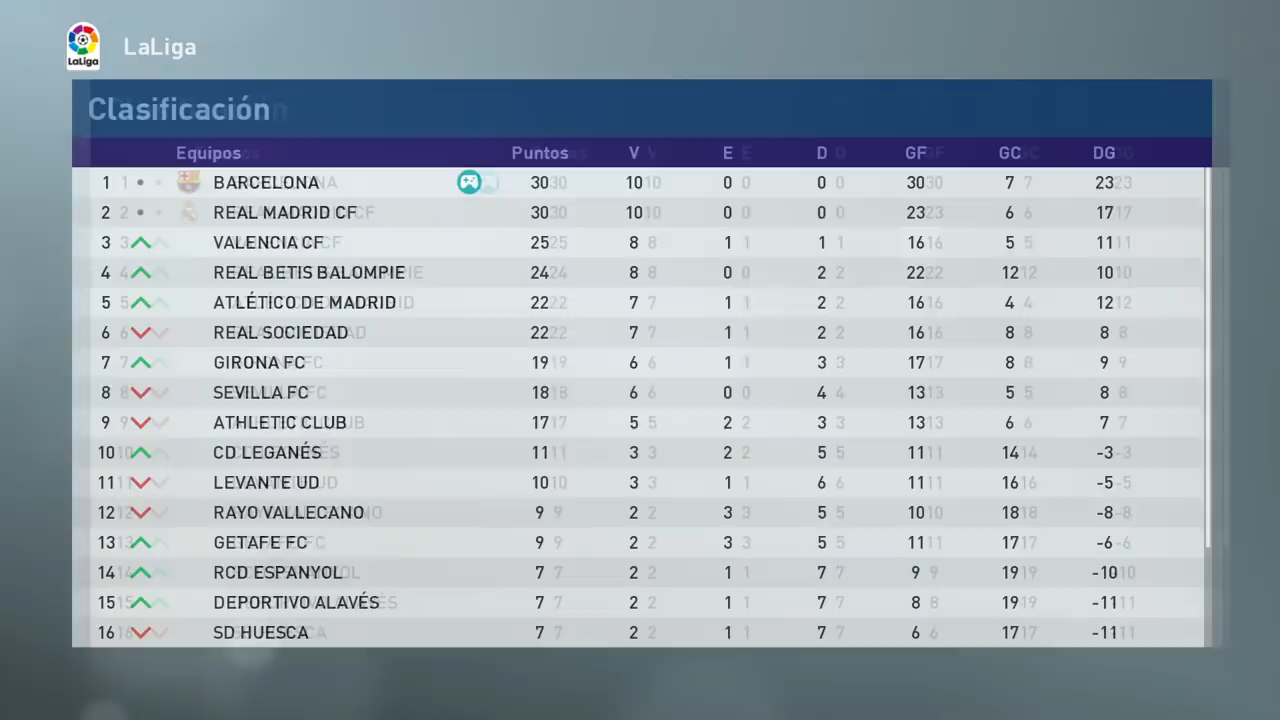 LaLiga
LaLiga
Clasificación
Equipos Puntos V E D GF GC DG
1 BARCELONA 30 10 0 0 30 7 23
2 REAL MADRID CF 30 10 0 0 23 6 17
3 VALENCIA CF 25 8 1 1 16 5 11
4 REAL BETIS BALOMPIE 24 8 0 2 22 12 10
5 ATLÉTICO DE MADRID 22 7 1 2 16 4 12
6 REAL SOCIEDAD 22 7 1 2 16 8 8
7 GIRONA FC 19 6 1 3 17 8 9
8 SEVILLA FC 18 6 0 4 13 5 8
9 ATHLETIC CLUB 17 5 2 3 13 6 7
10 CD LEGANÉS 11 3 2 5 11 14 -3
11 LEVANTE UD 10 3 1 6 11 16 -5
12 RAYO VALLECANO 9 2 3 5 10 18 -8
13 GETAFE FC 9 2 3 5 11 17 -6
14 RCD ESPANYOL 7 2 1 7 9 19 -10
15 DEPORTIVO ALAVÉS 7 2 1 7 8 19 -11
16 SD HUESCA 7 2 1 7 6 17 -11